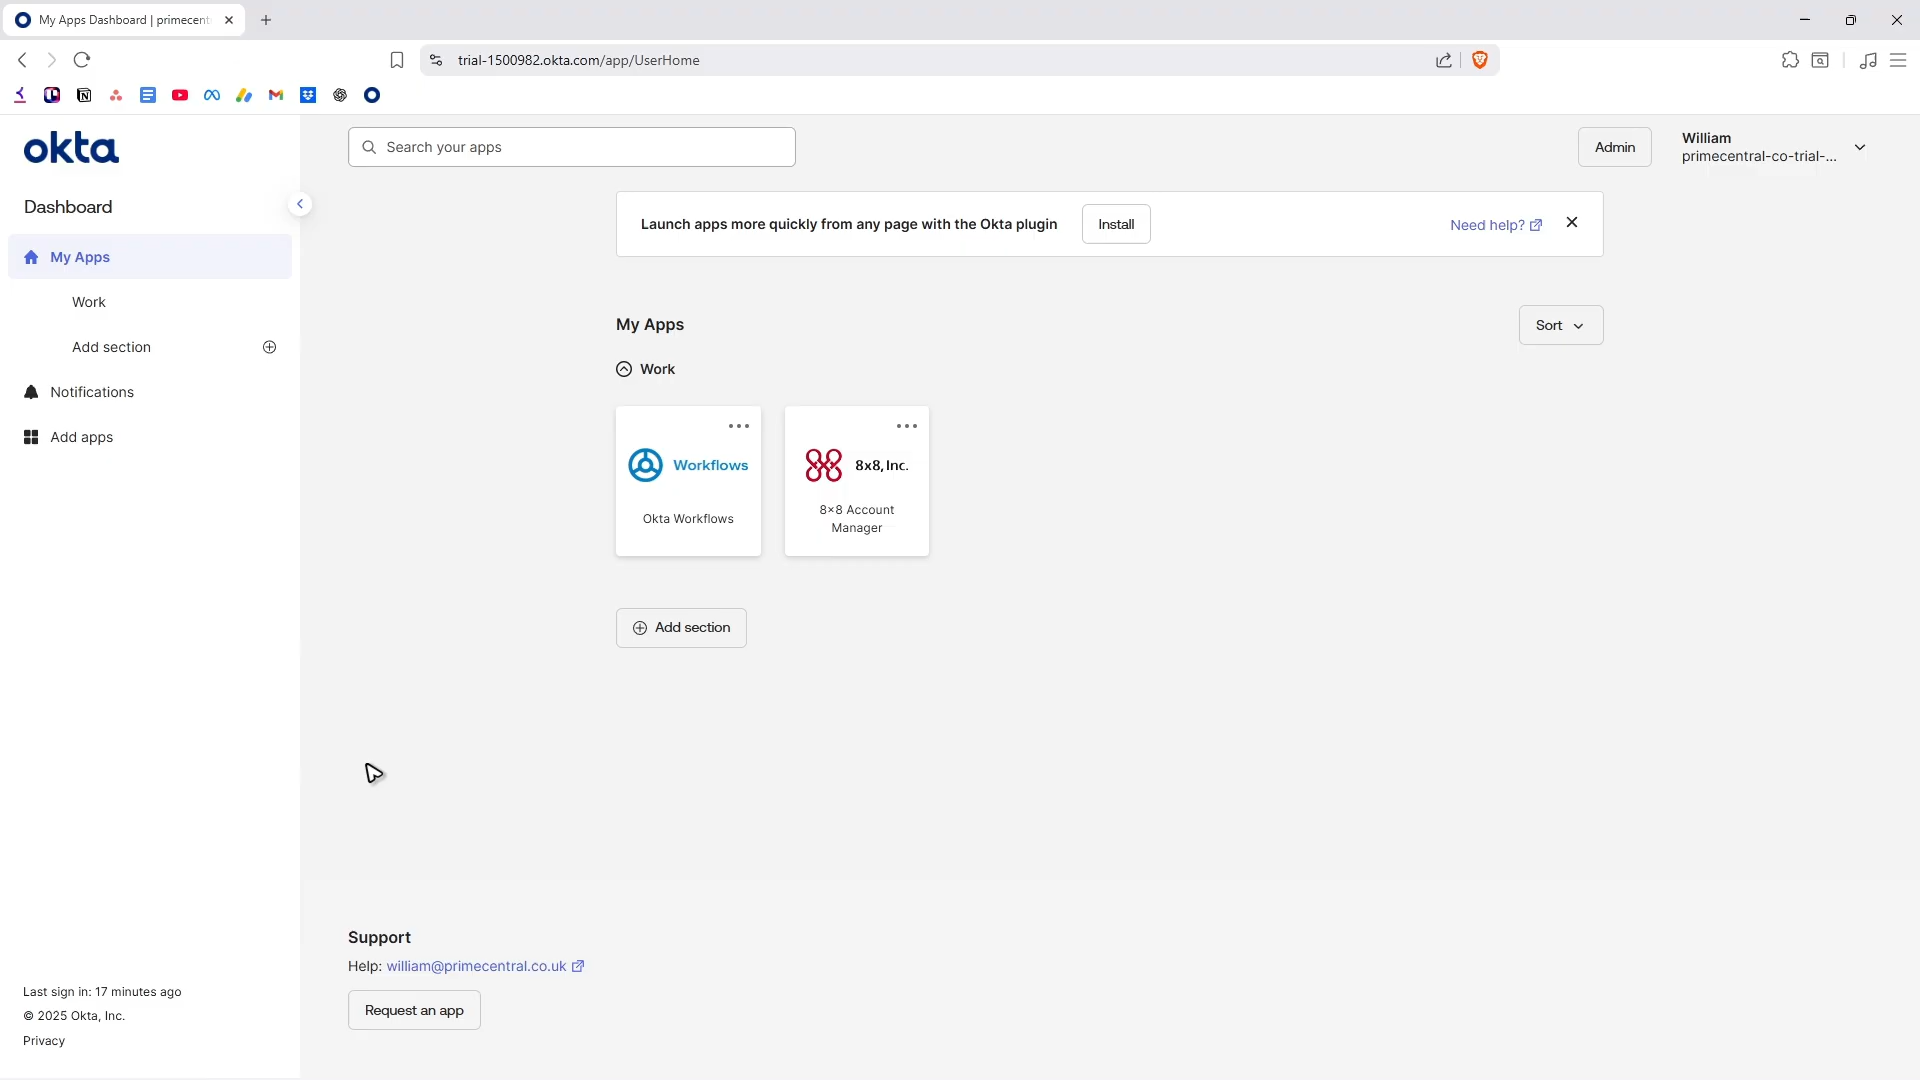 My Apps Dashboard | primecent
trial-1500982.okta.com/app/UserHome
okta
Search your apps
Admin
William
primecentral-co-trial-...
Dashboard
My Apps
Work
Add section
Notifications
Add apps
Launch apps more quickly from any page with the Okta plugin
Install
Need help?
My Apps
Sort
Work
Workflows
Okta Workflows
8x8, Inc.
8×8 Account
Manager
Add section
Support
Help: william@primecentral.co.uk
Request an app
Last sign in: 17 minutes ago
© 2025 Okta, Inc.
Privacy